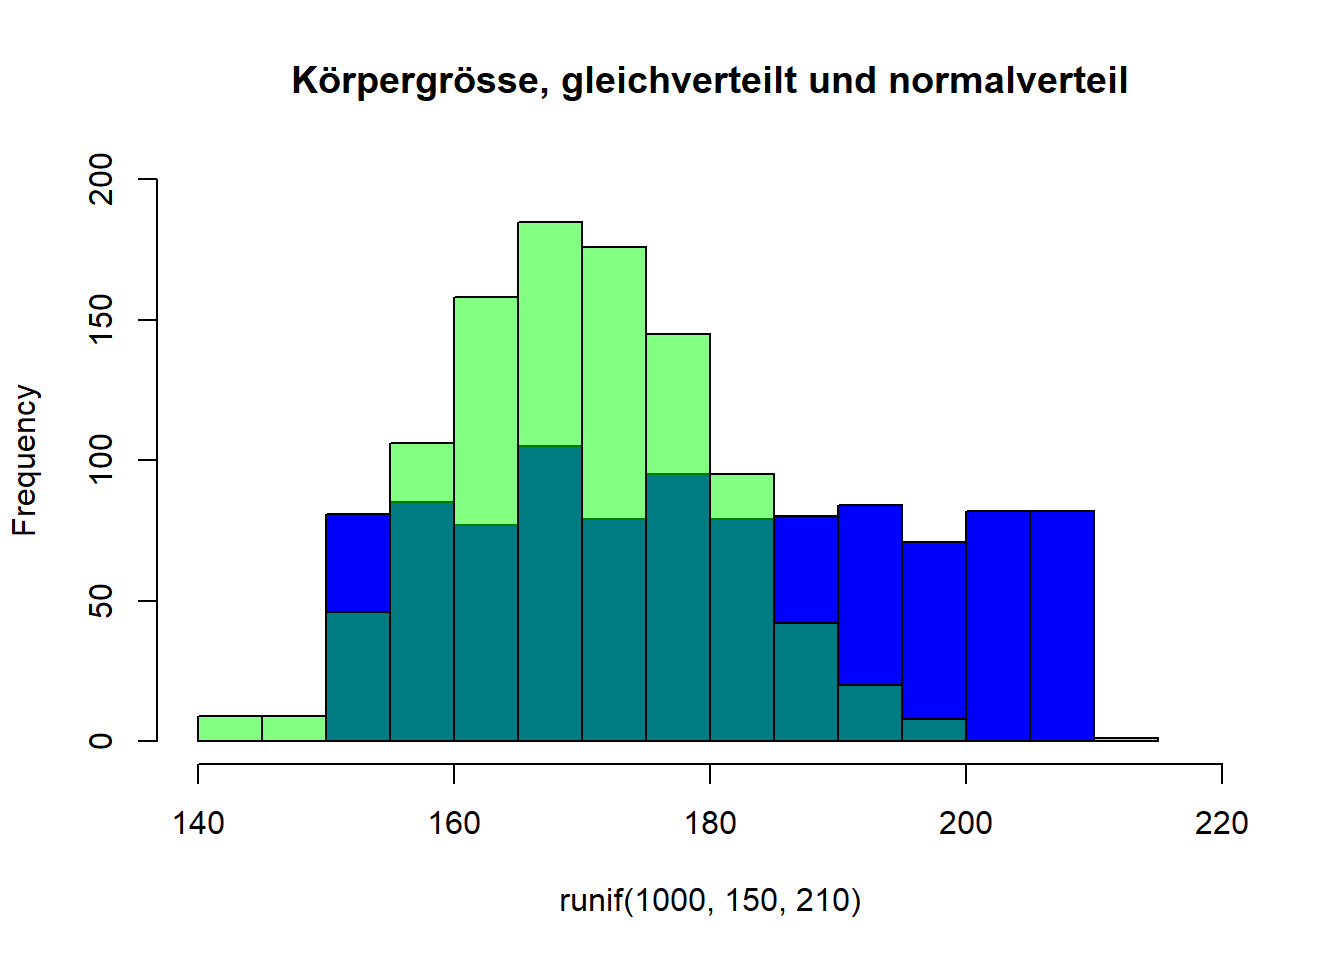 Körpergrösse, gleichverteilt und normalverteil
200
150
100
50
0
Frequency
140 160 180 200 220
runif(1000, 150, 210)